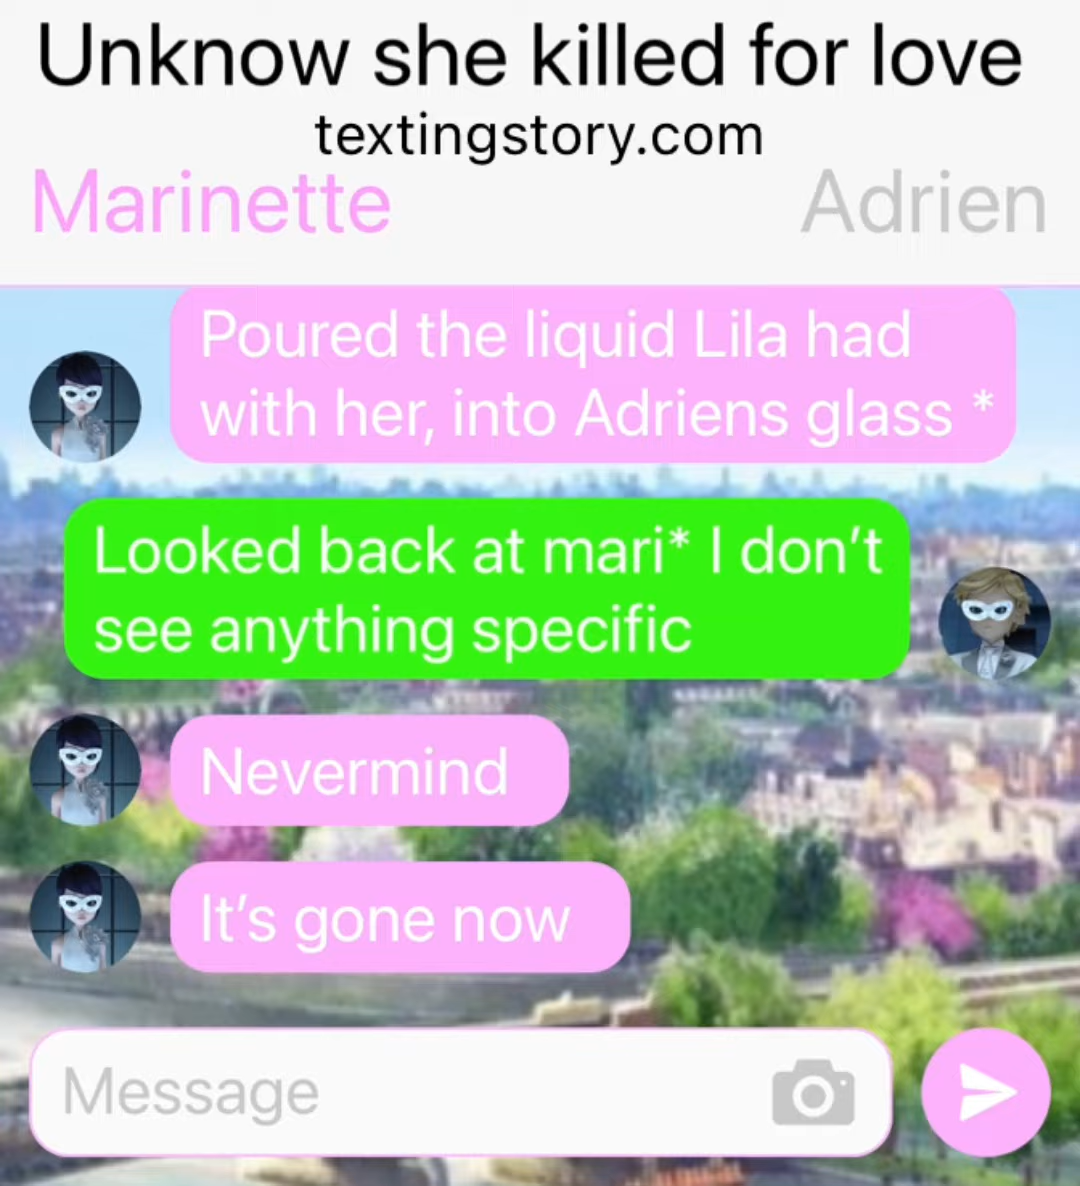 Unknow she killed for love
textingstory.com
Marinette Adrien
Poured the liquid Lila had
with her, into Adriens glass *
Looked back at mari* I don’t
see anything specific
Nevermind
It’s gone now
Message